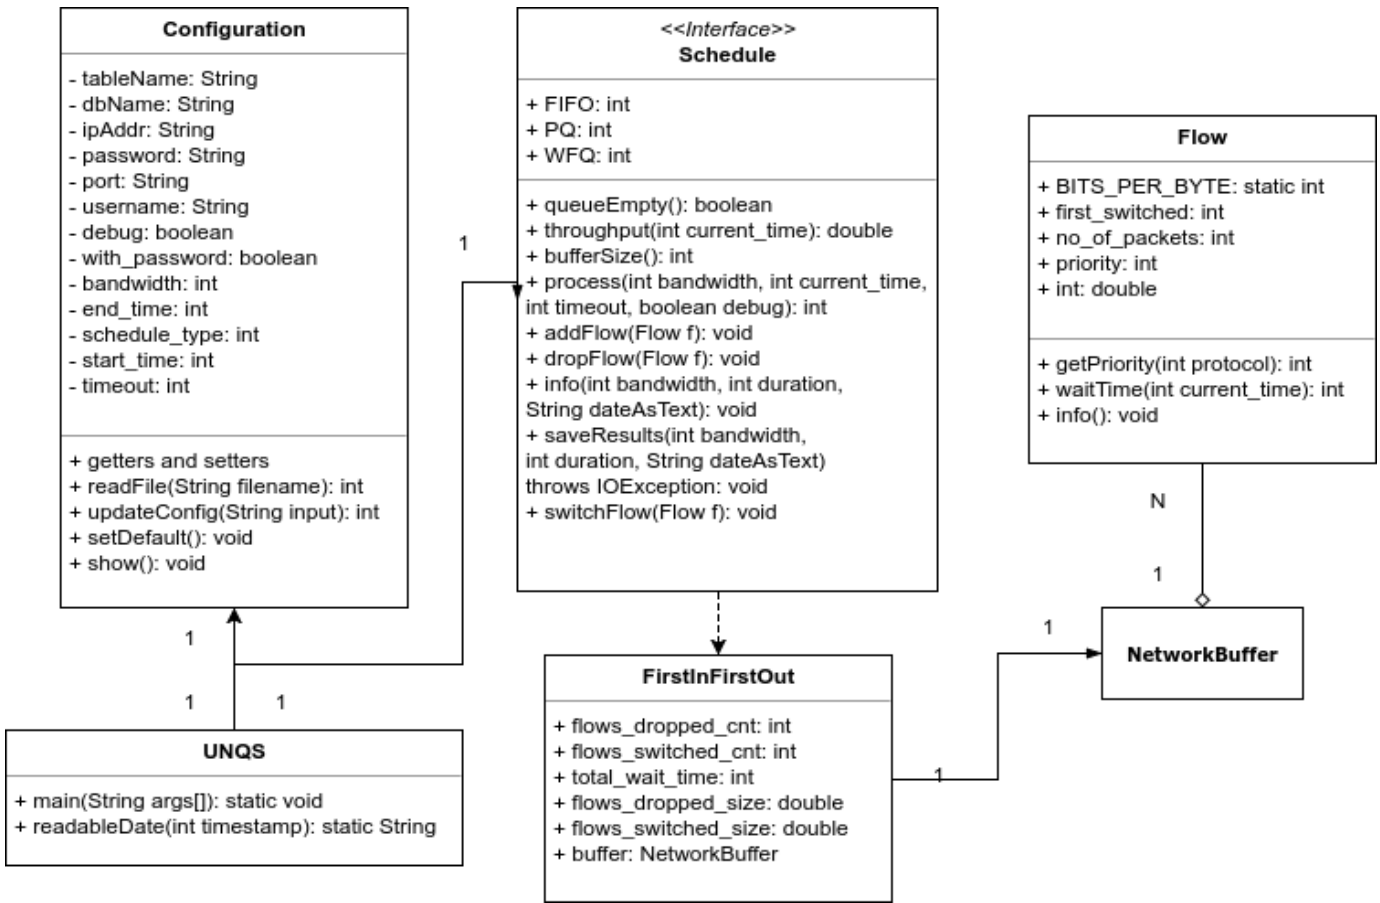 Configuration
- tableName: String
- dbName: String
- ipAddr: String
- password: String
- port: String
- username: String
- debug: boolean
- with_password: boolean
- bandwidth: int
- end_time: int
- schedule_type: int
- start_time: int
- timeout: int
+ getters and setters
+ readFile(String filename): int
+ updateConfig(String input): int
+ setDefault(): void
+ show(): void
1
<<Interface>>
Schedule
+ FIFO: int
+ PQ: int
+ WFQ: int
+ queueEmpty(): boolean
+ throughput(int current_time): double
+ bufferSize(): int
+ process(int bandwidth, int current_time,
int timeout, boolean debug): int
+ addFlow(Flow f): void
+ dropFlow(Flow f): void
+ info(int bandwidth, int duration,
String dateAsText): void
+ saveResults(int bandwidth,
int duration, String dateAsText)
throws IOException: void
+ switchFlow(Flow f): void
Flow
+ BITS_PER_BYTE: static int
+ first_switched: int
+ no_of_packets: int
+ priority: int
+ int: double
+ getPriority(int protocol): int
+ waitTime(int current_time): int
+ info(): void
N
1
1
1
1
UNQS
+ main(String args[]): static void
+ readableDate(int timestamp): static String
FirstInFirstOut
+ flows_dropped_cnt: int
+ flows_switched_cnt: int
+ total_wait_time: int
+ flows_dropped_size: double
+ flows_switched_size: double
+ buffer: NetworkBuffer
1
1
NetworkBuffer